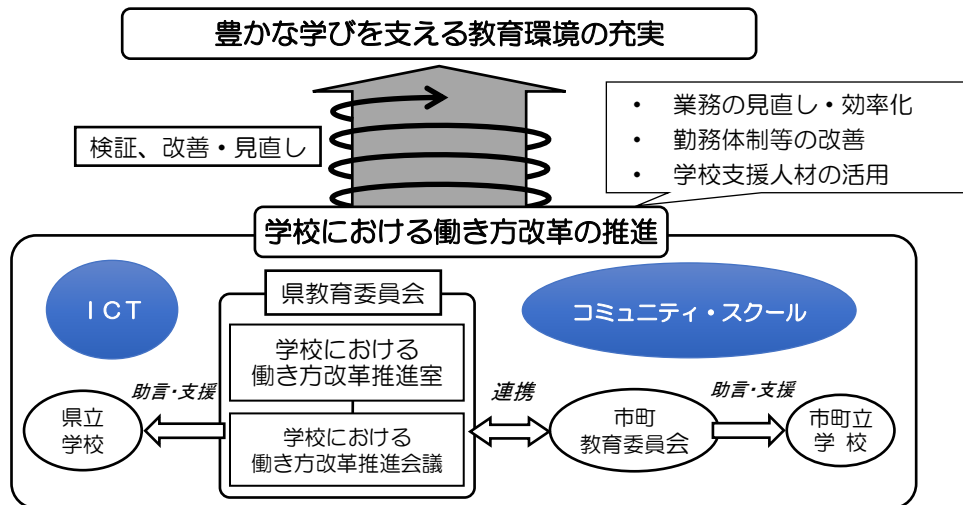 豊かな学びを支える教育環境の充実
検証、改善・見直し
・ 業務の見直し・効率化
・ 勤務体制等の改善
・ 学校支援人材の活用
学校における働き方改革の推進
ICT
県教育委員会
コミュニティ・スクール
学校における
働き方改革推進室
助言・支援
連携
助言・支援
県立
学校
学校における
働き方改革推進会議
市町
教育委員会
市町立
学 校